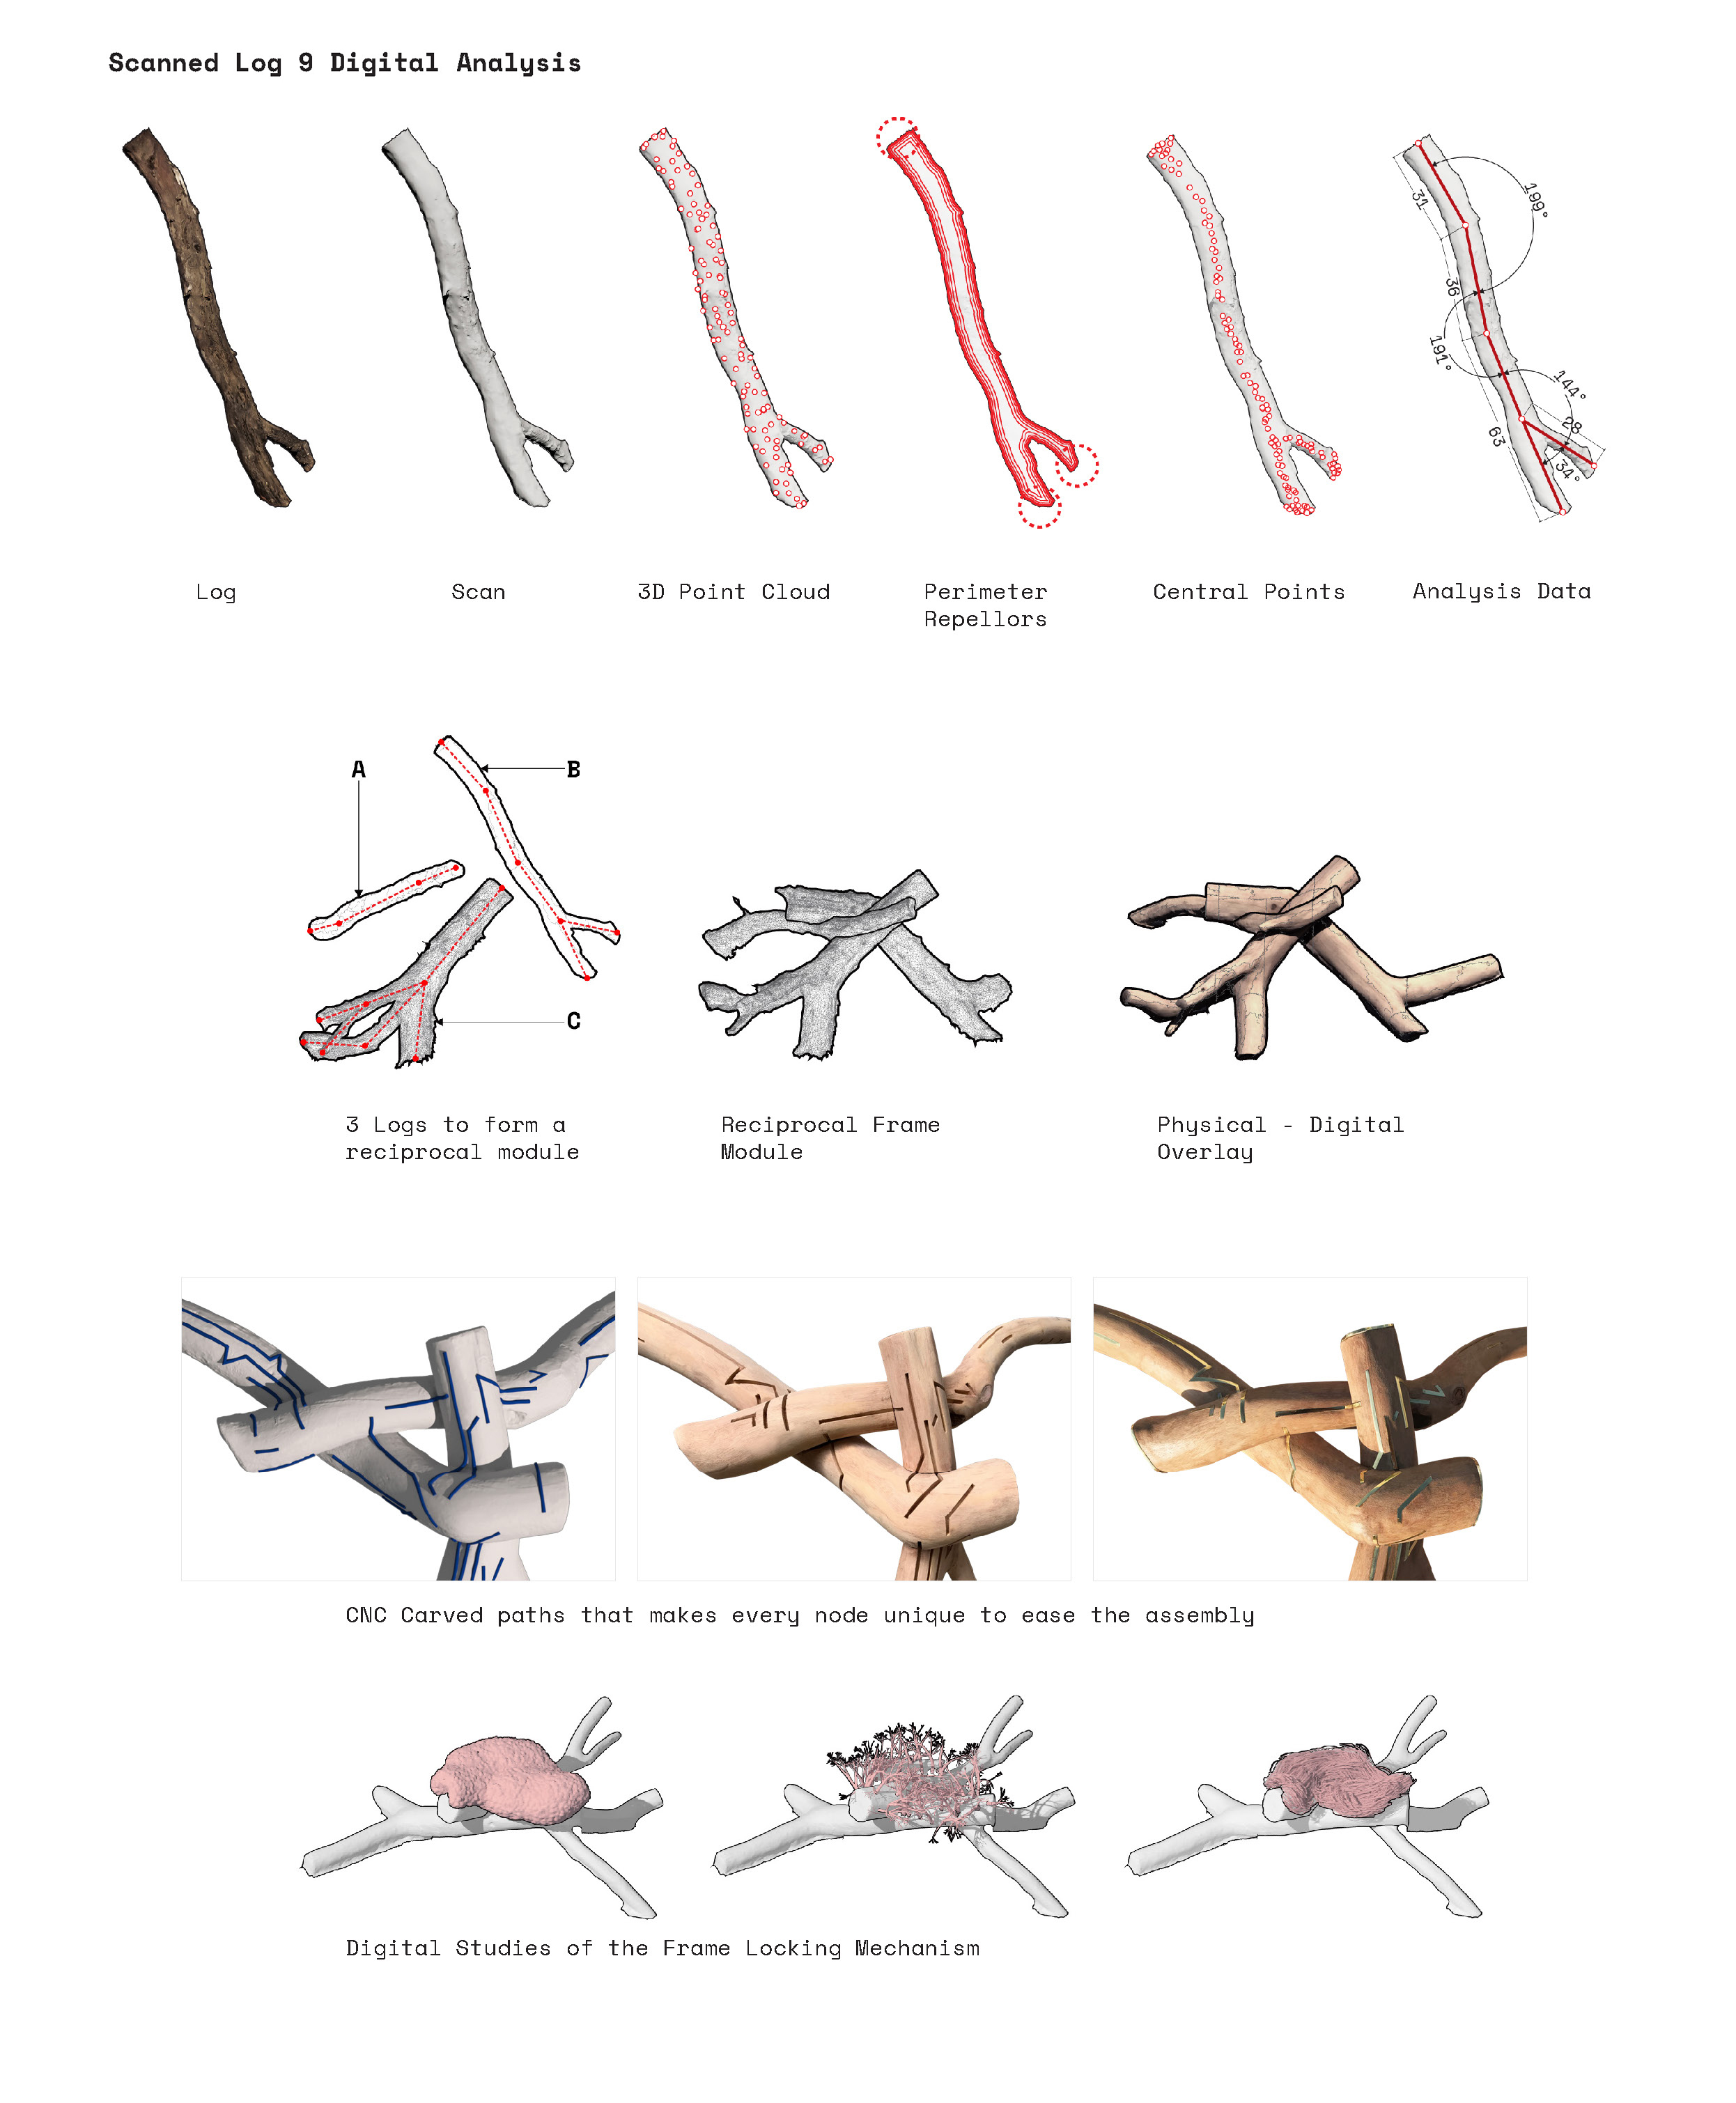 Scanned Log 9 Digital Analysis
31
199°
36
191°
144°
28
63
34°
Log
Scan
3D Point Cloud
Perimeter
Repellors
Central Points
Analysis Data
A
B
C
3 Logs to form a
reciprocal module
Reciprocal Frame
Module
Physical - Digital
Overlay
CNC Carved paths that makes every node unique to ease the assembly
Digital Studies of the Frame Locking Mechanism